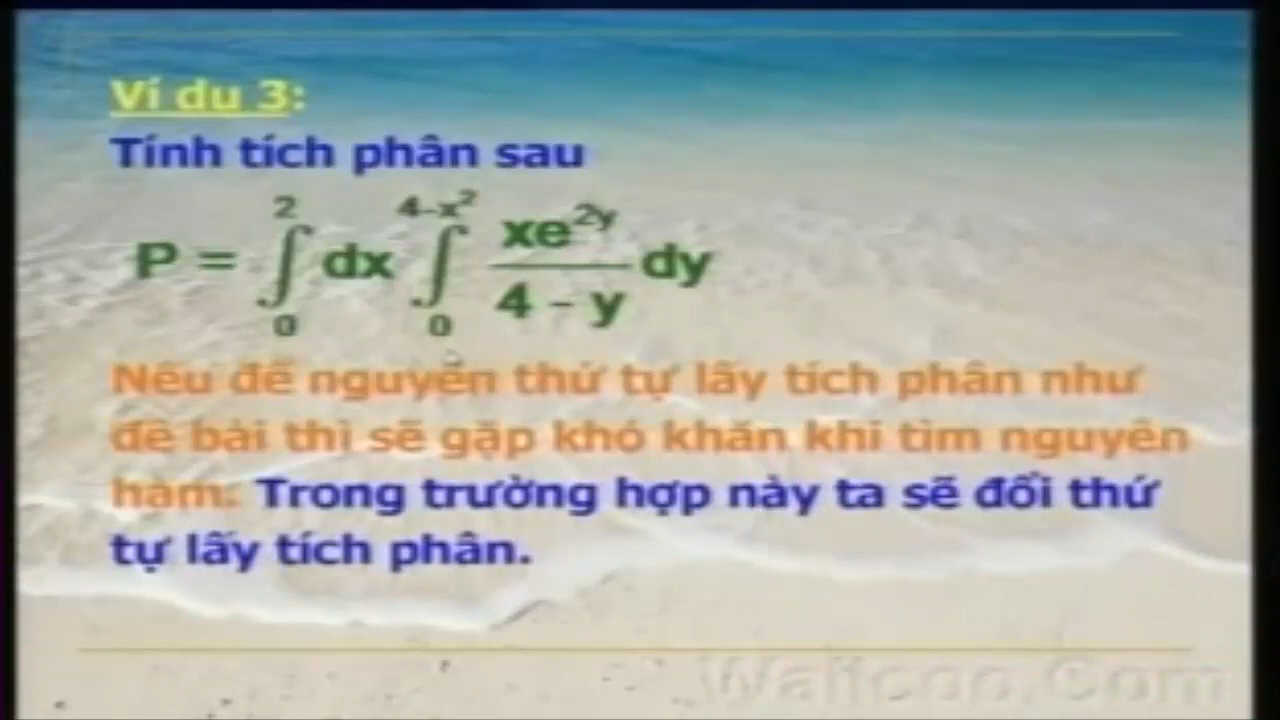 Ví dụ 3:
Tính tích phân sau
P = ∫₀² dx ∫₀^(4-x²) xe^(2y)/(4 - y) dy
Nếu để nguyên thứ tự lấy tích phân như
đề bài thì sẽ gặp khó khăn khi tìm nguyên
hàm. Trong trường hợp này ta sẽ đổi thứ
tự lấy tích phân.
Walicoo.Com